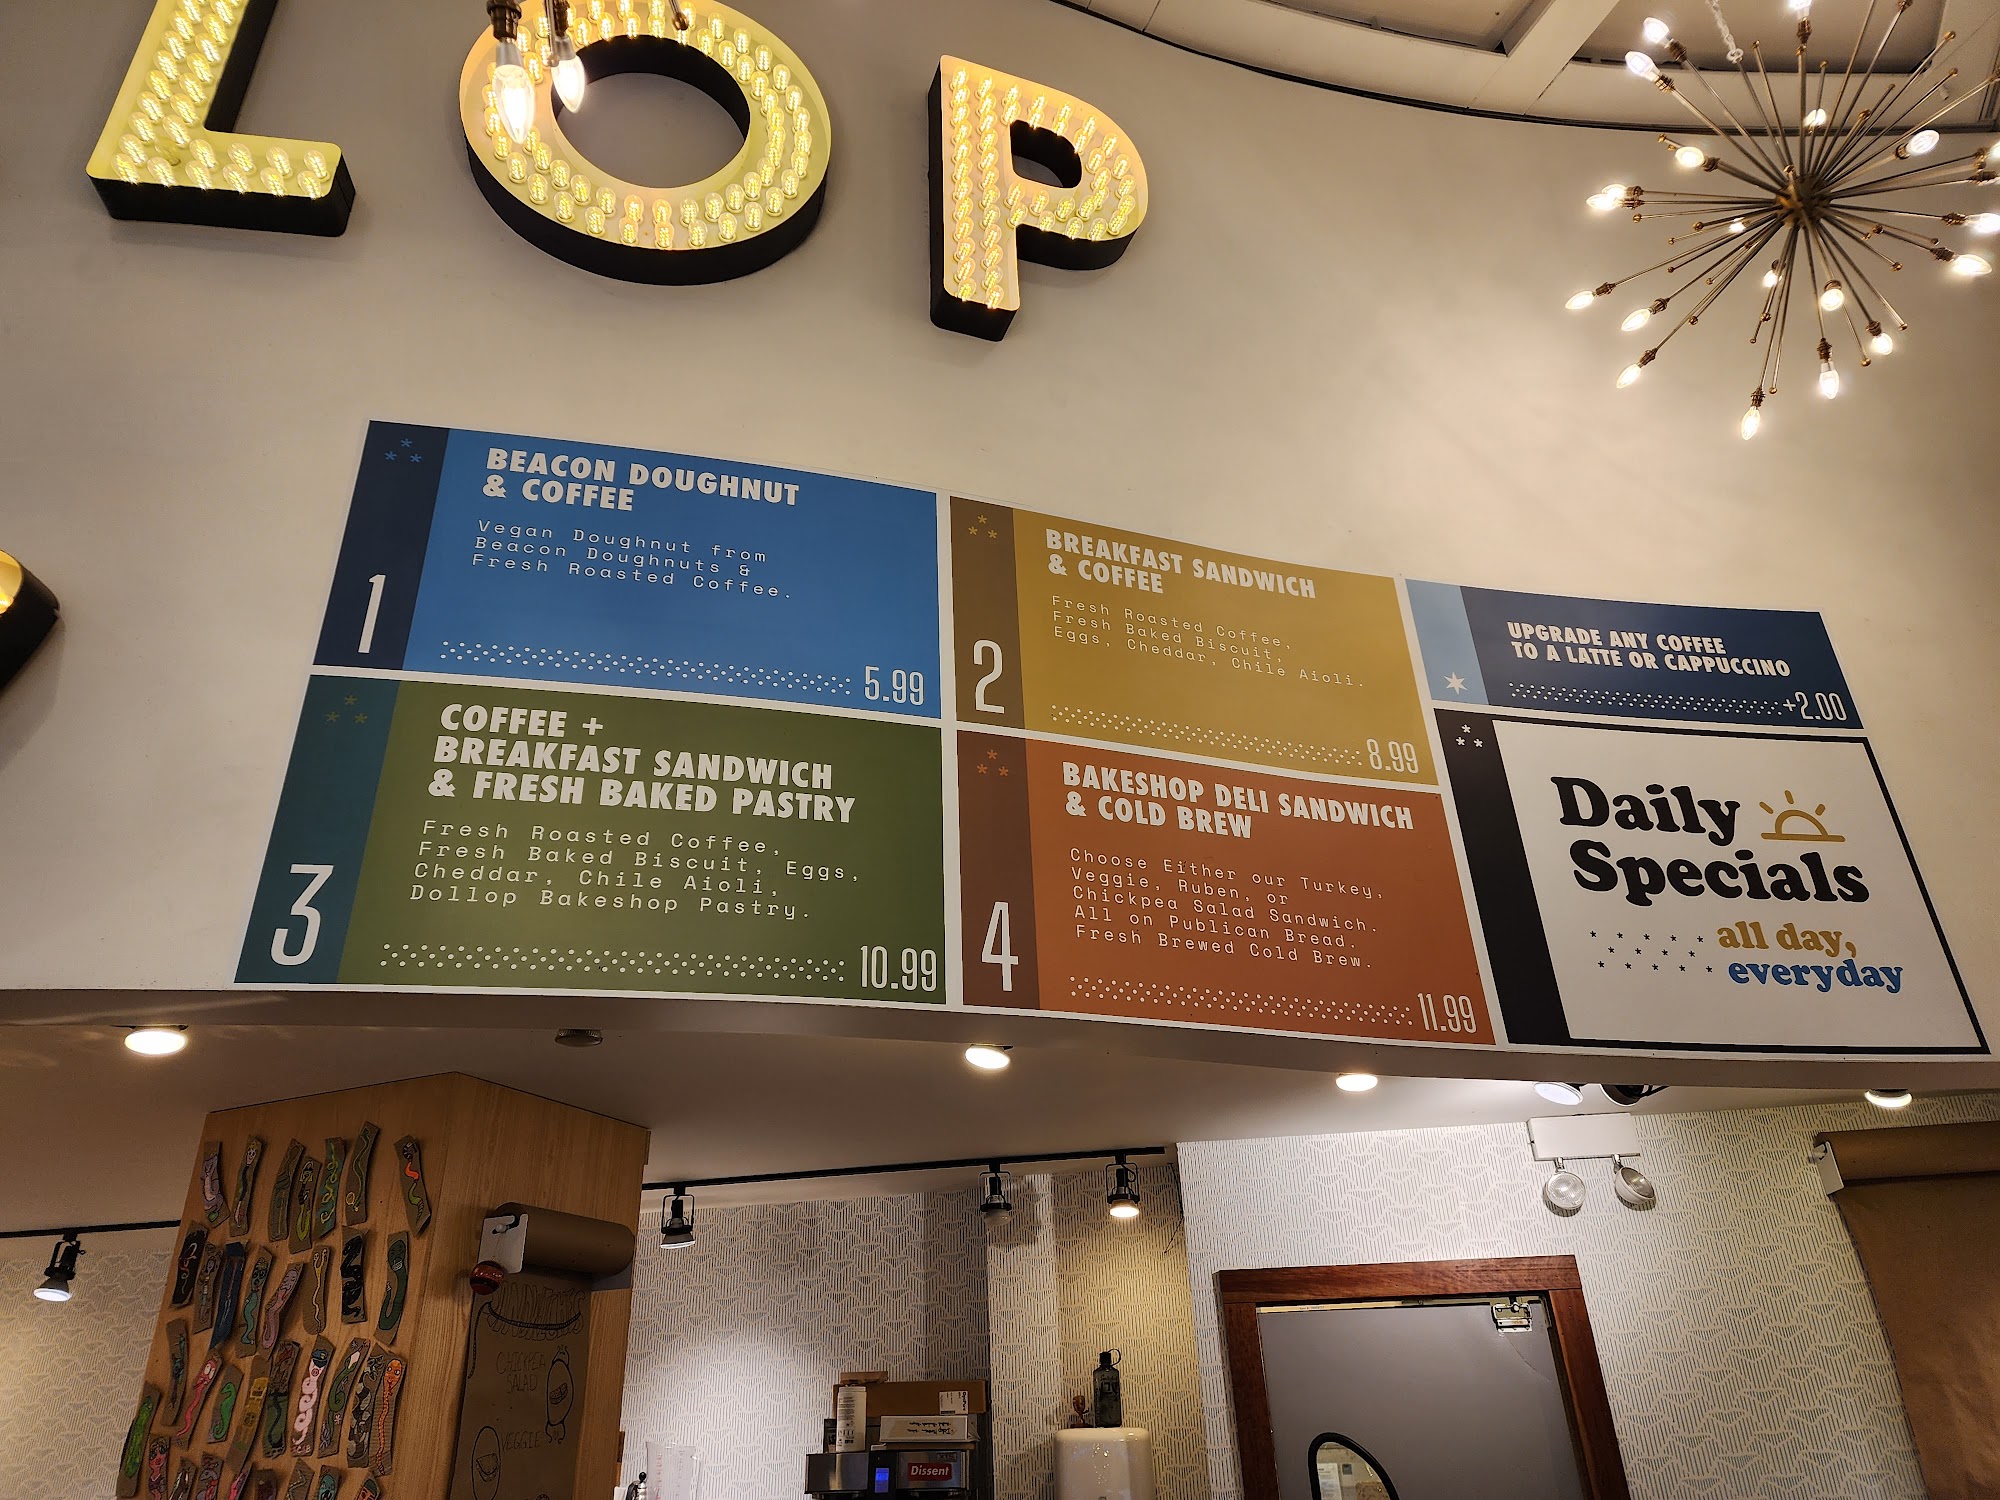 LOP
BEACON DOUGHNUT
& COFFEE
Vegan Doughnut from
Beacon Doughnuts &
Fresh Roasted Coffee.
1
5.99
BREAKFAST SANDWICH
& COFFEE
Fresh Roasted Coffee,
Fresh Baked Biscuit,
Eggs, Cheddar, Chile Aioli.
2
8.99
UPGRADE ANY COFFEE
TO A LATTE OR CAPPUCCINO
+2.00
COFFEE +
BREAKFAST SANDWICH
& FRESH BAKED PASTRY
Fresh Roasted Coffee,
Fresh Baked Biscuit, Eggs,
Cheddar, Chile Aioli,
Dollop Bakeshop Pastry.
3
10.99
BAKESHOP DELI SANDWICH
& COLD BREW
Choose Either our Turkey,
Veggie, Ruben, or
Chickpea Salad Sandwich.
All on Publican Bread.
Fresh Brewed Cold Brew.
4
11.99
Daily
Specials
all day,
everyday
CHICKPEA
SALAD
VEGGIE
Dissent